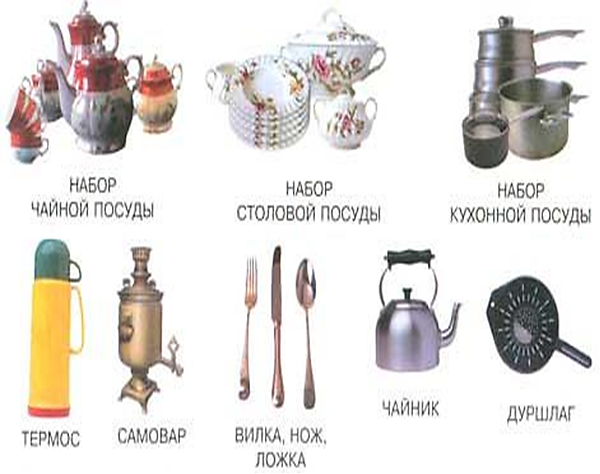 НАБОР
ЧАЙНОЙ ПОСУДЫ
НАБОР
СТОЛОВОЙ ПОСУДЫ
НАБОР
КУХОННОЙ ПОСУДЫ
ТЕРМОС
САМОВАР
ВИЛКА, НОЖ,
ЛОЖКА
ЧАЙНИК
ДУРШЛАГ